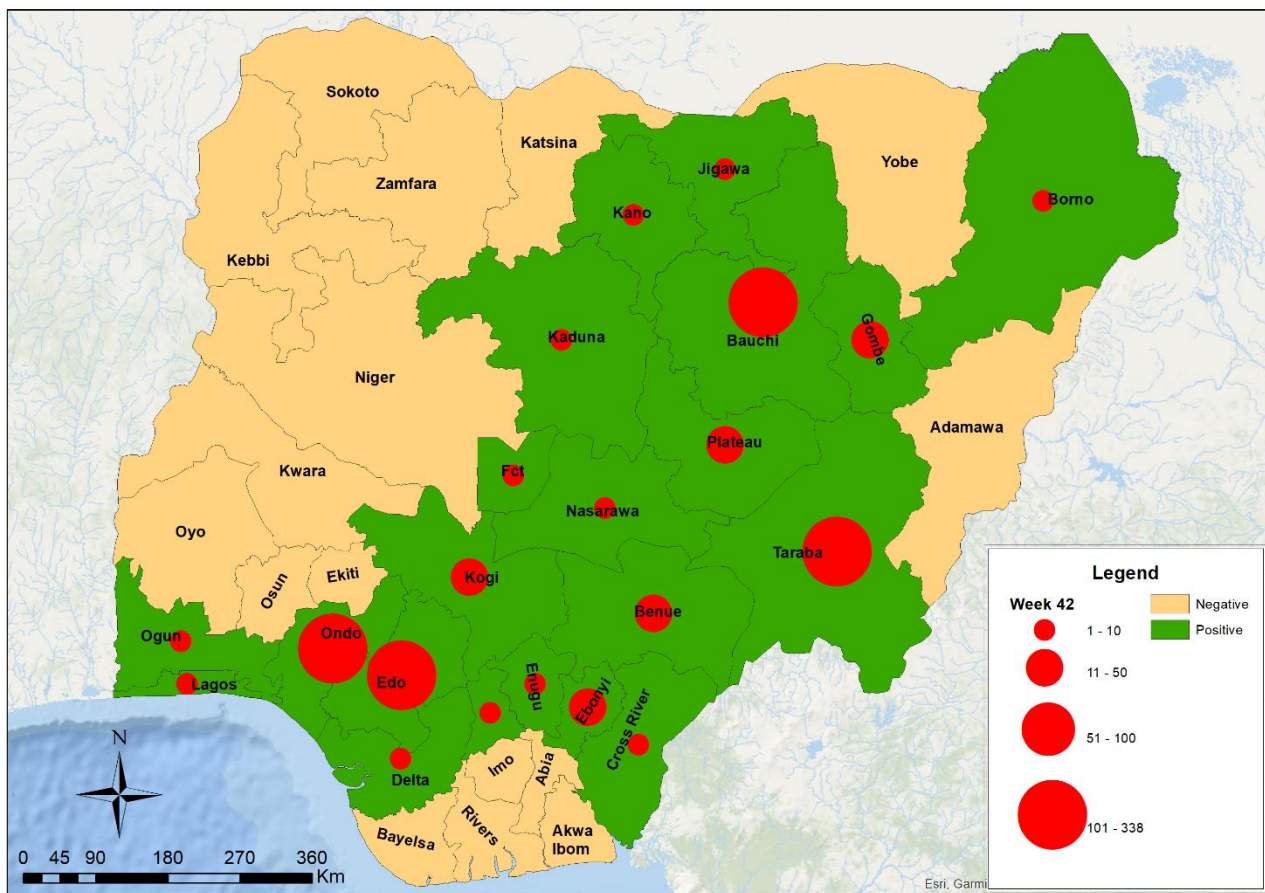 Sokoto
Katsina
Yobe
Jigawa
Zamfara
Borno
Kano
Kebbi
Kaduna
Bauchi
Gombe
Niger
Adamawa
Plateau
Fct
Kwara
Nasarawa
Oyo
Taraba
Ekiti
Osun
Kogi
Benue
Ogun
Ondo
Edo
Lagos
Enugu
Ebonyi
Cross River
Delta
Imo
Abia
Rivers
Bayelsa
Akwa
Ibom
N
0 45 90 180 270 360
Km
Legend
Week 42
1 - 10
11 - 50
51 - 100
101 - 338
Negative
Positive
Esri, Garmi